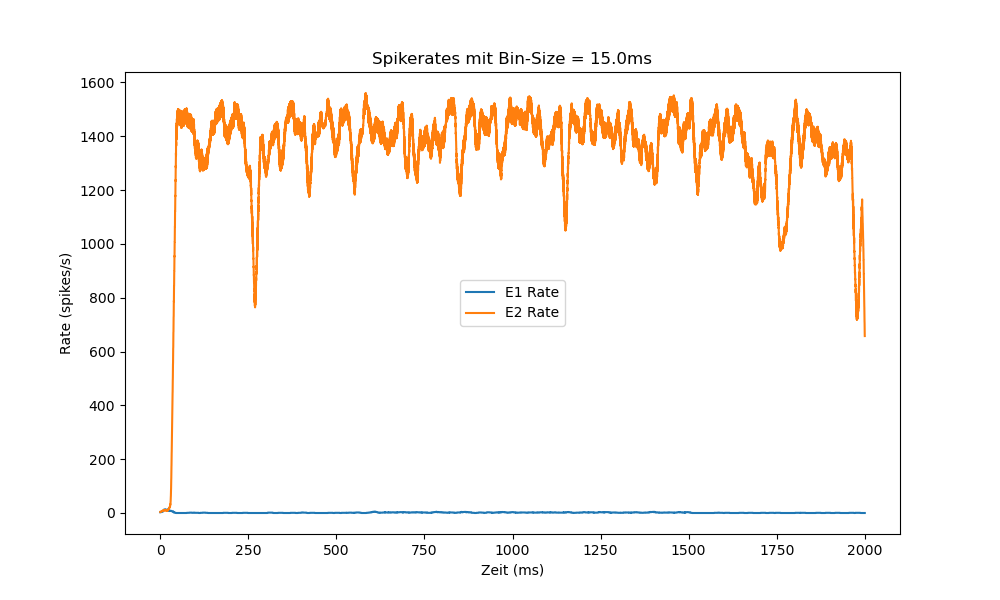 Spikerates mit Bin-Size = 15.0ms
1600
1400
1200
1000
800
600
400
200
0
Rate (spikes/s)
E1 Rate
E2 Rate
0 250 500 750 1000 1250 1500 1750 2000
Zeit (ms)